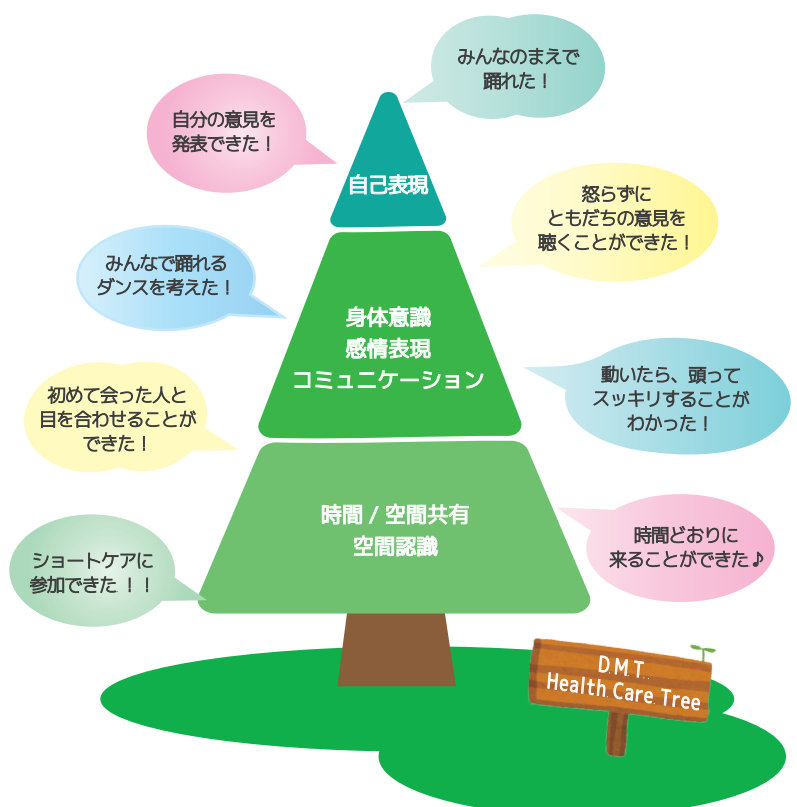 みんなのまえで
踊れた！
自分の意見を
発表できた！
自己表現
怒らずに
ともだちの意見を
聴くことができた！
みんなで踊れる
ダンスを考えた！
身体意識
感情表現
コミュニケーション
動いたら、頭って
スッキリすることが
わかった！
初めて会った人と
目を合わせることが
できた！
時間 / 空間共有
空間認識
時間どおりに
来ることができた♪
ショートケアに
参加できた ！！
D.M.T..
Health. Care. Tree